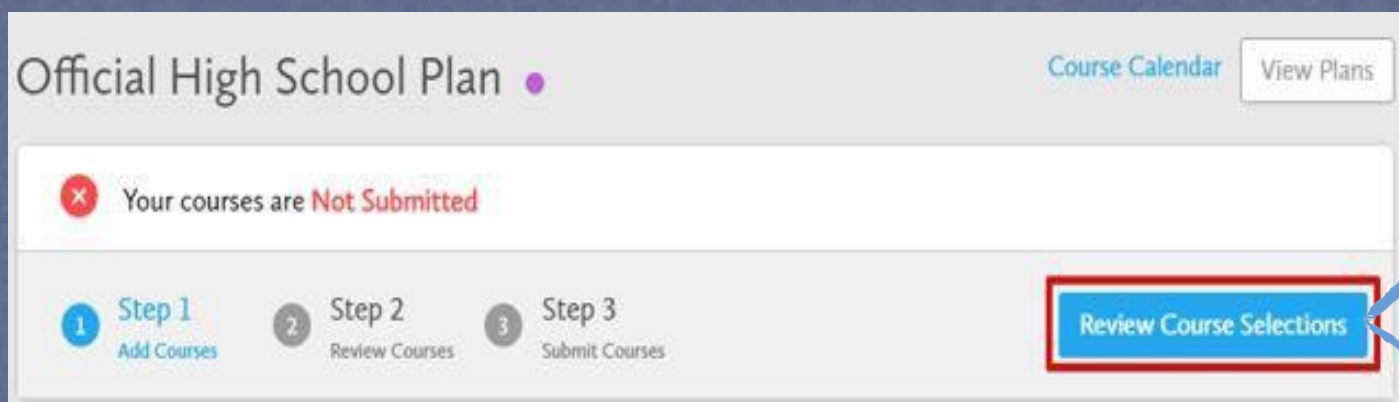 Official High School Plan
Course Calendar
View Plans
Your courses are Not Submitted
1 Step 1
Add Courses
2 Step 2
Review Courses
3 Step 3
Submit Courses
Review Course Selections